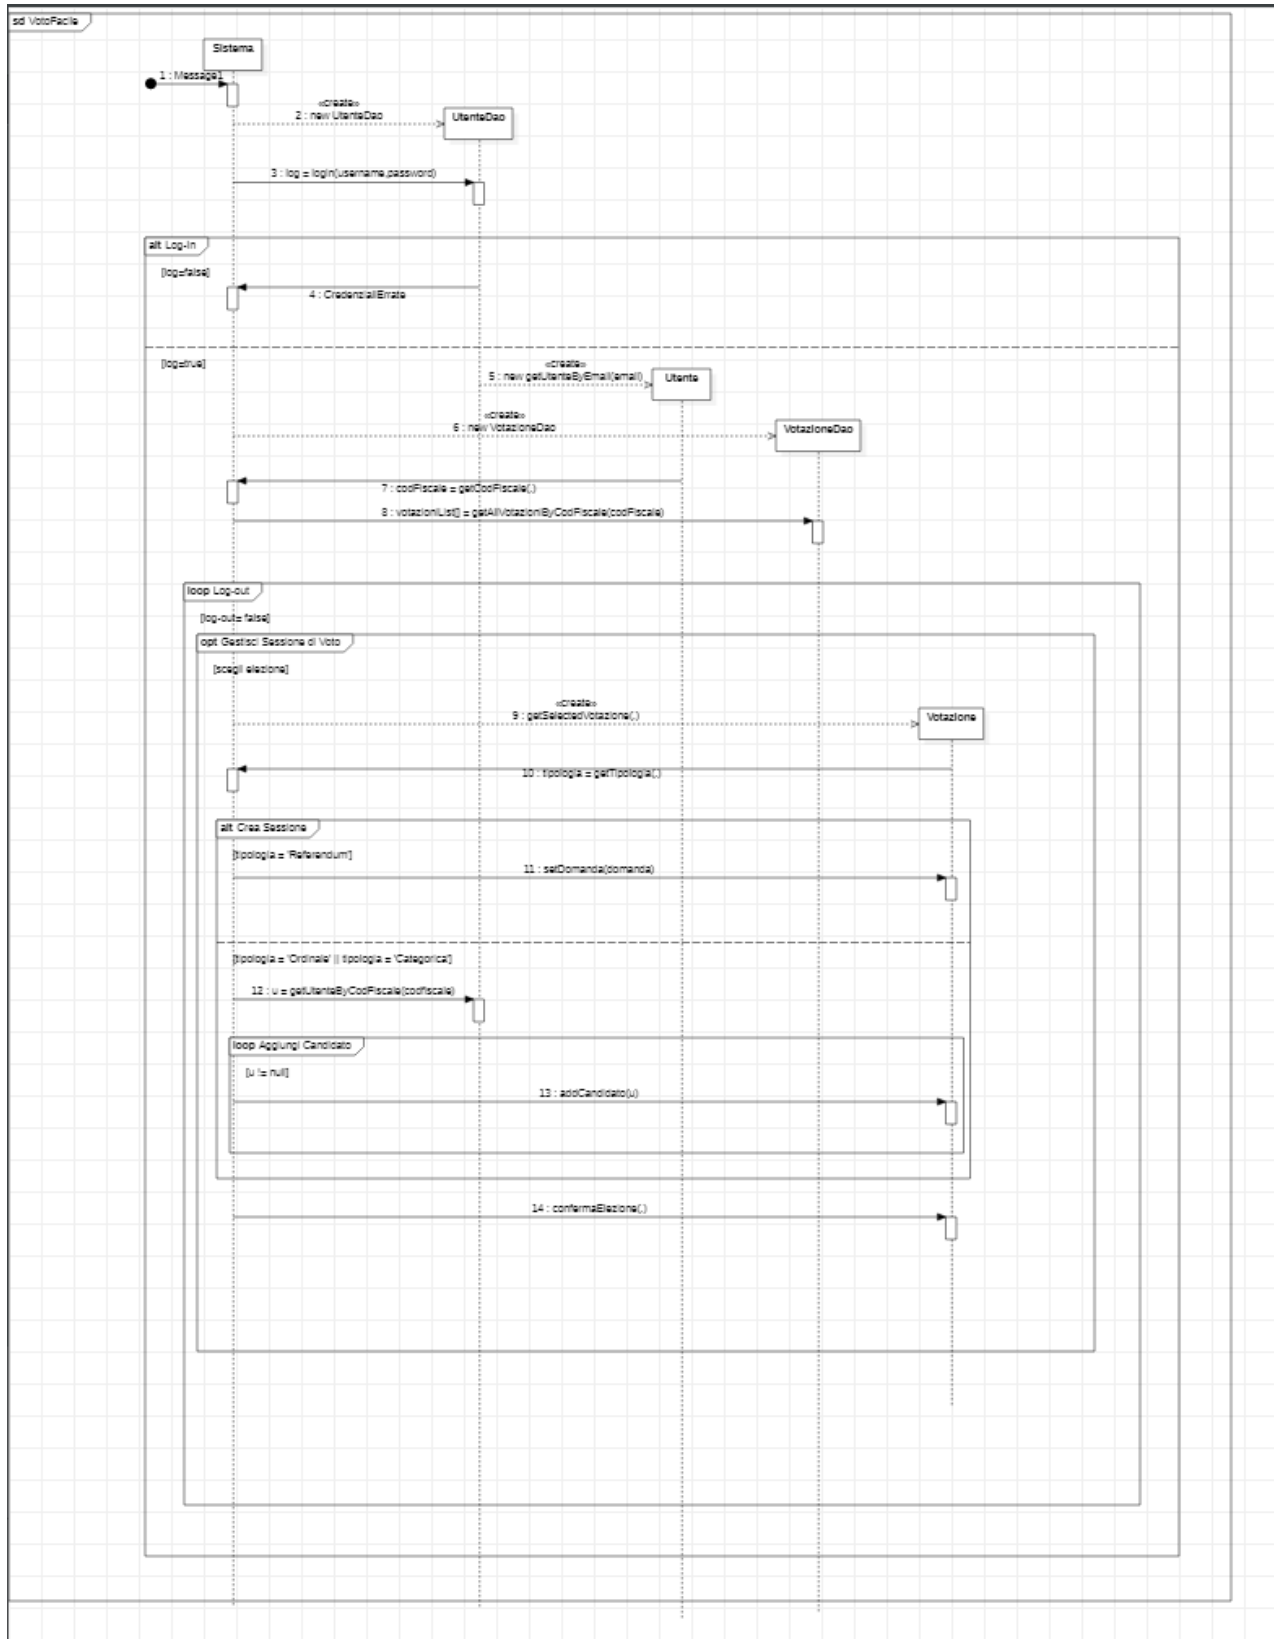 sd VotoFacile
Sistema
1 : Message1
«create»
2 : new UtenteDao
UtenteDao
3 : log = login(username,password)
alt Log-in
[log=false]
4 : CredenzialiErrate
[log=true]
«create»
5 : new getUtenteByEmail(email)
Utente
«create»
6 : new VotazioneDao
VotazioneDao
7 : codFiscale = getCodFiscale(,)
8 : votazioniList[] = getAllVotazioniByCodFiscale(codFiscale)
loop Log-out
[log-out= false]
opt Gestisci Sessione di Voto
[scegli elezione]
«create»
9 : getSelectedVotazione(,)
Votazione
10 : tipologia = getTipologia(,)
alt Crea Sessione
[tipologia = 'Referendum']
11 : setDomanda(domanda)
[tipologia = 'Ordinale' || tipologia = 'Categorica']
12 : u = getUtenteByCodFiscale(codfiscale)
loop Aggiungi Candidato
[u != null]
13 : addCandidato(u)
14 : confermaElezione(,)